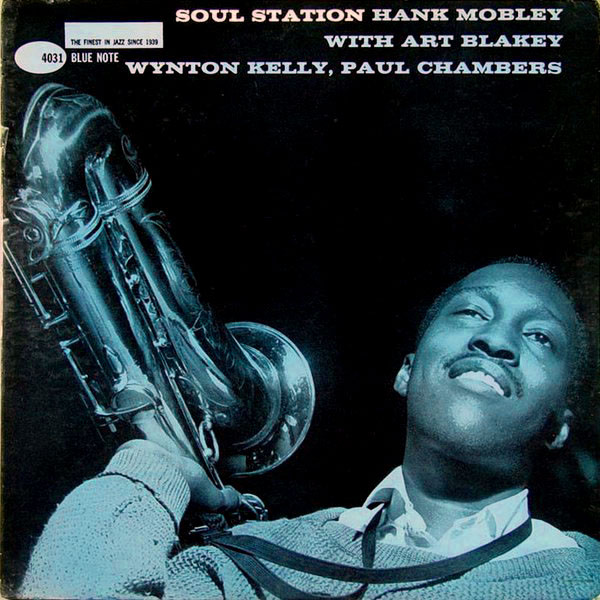 SOUL STATION HANK MOBLEY
WITH ART BLAKEY
WYNTON KELLY, PAUL CHAMBERS
THE FINEST IN JAZZ SINCE 1939
4031 BLUE NOTE